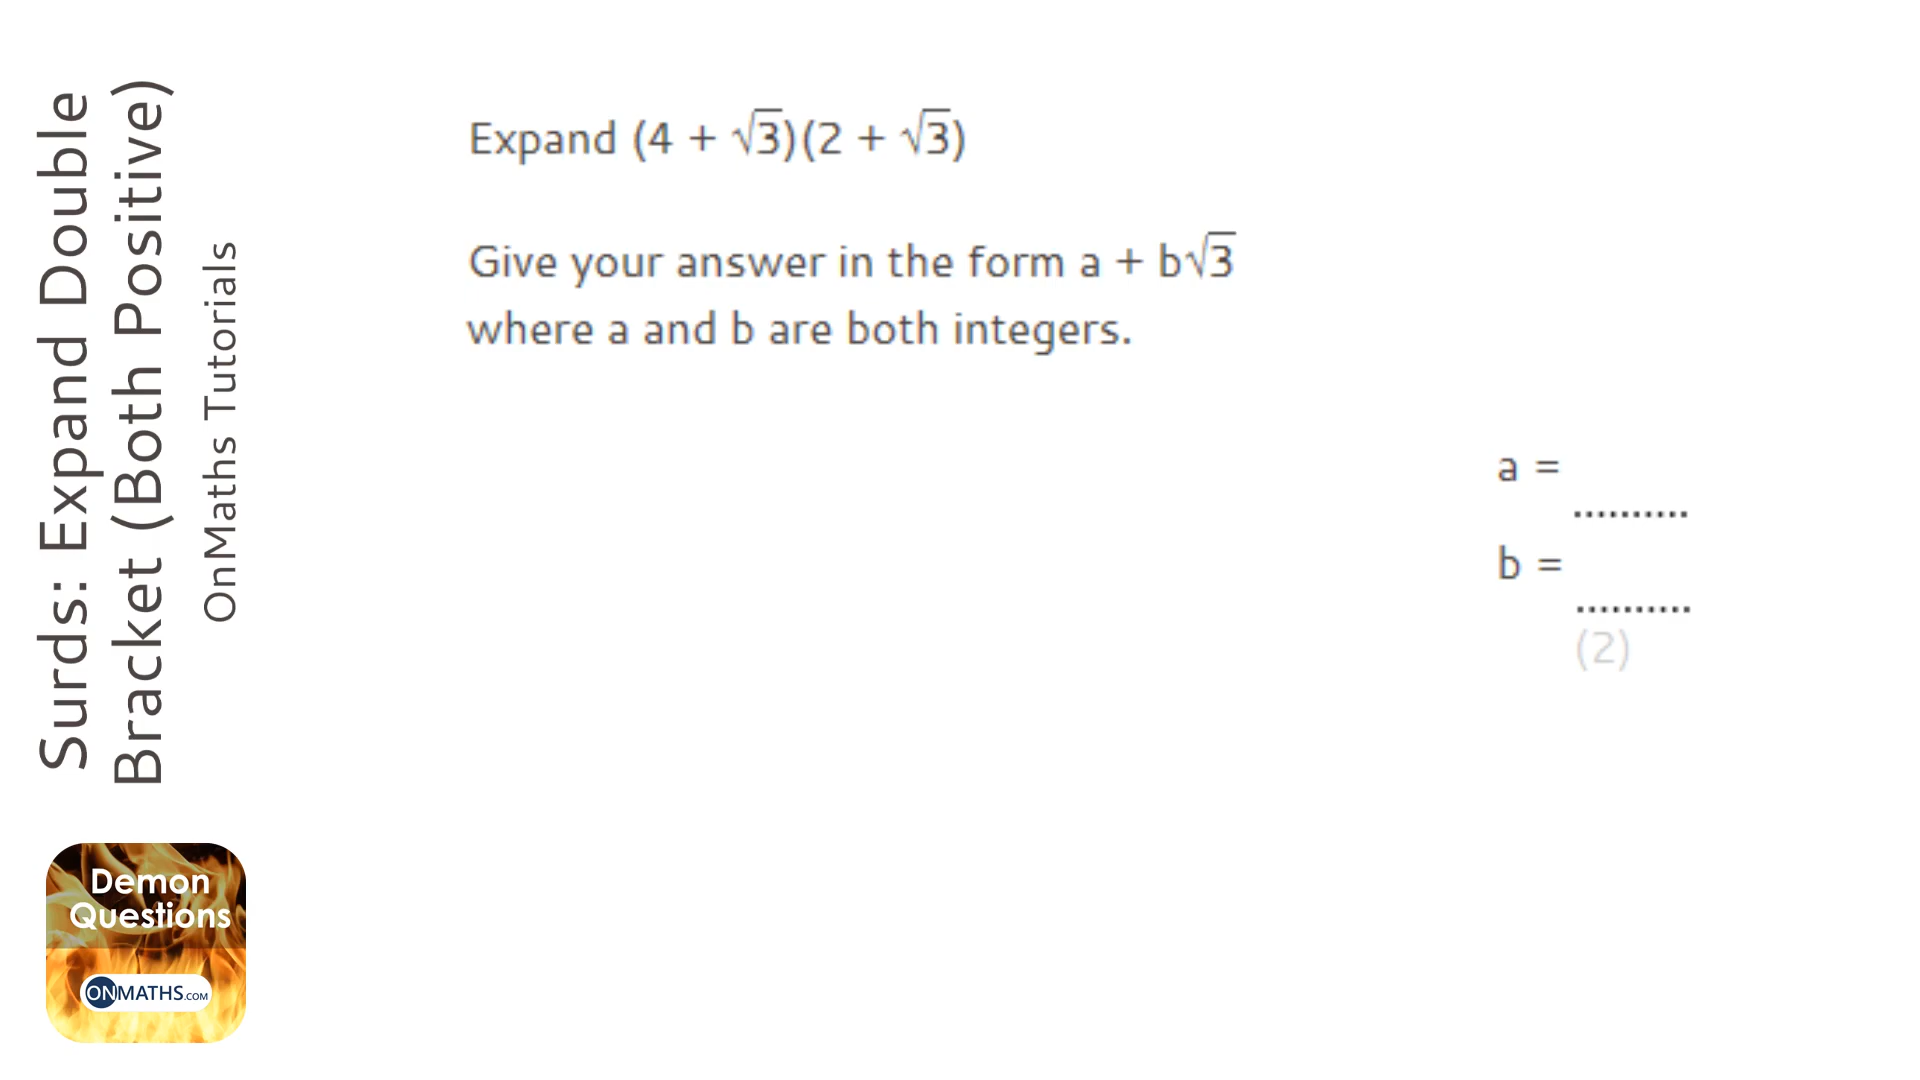 Surds: Expand Double
Bracket (Both Positive)
OnMaths Tutorials
Expand (4 + √3)(2 + √3)
Give your answer in the form a + b√3
where a and b are both integers.
a =
..........
b =
..........
(2)
Demon
Questions
ONMATHS.COM